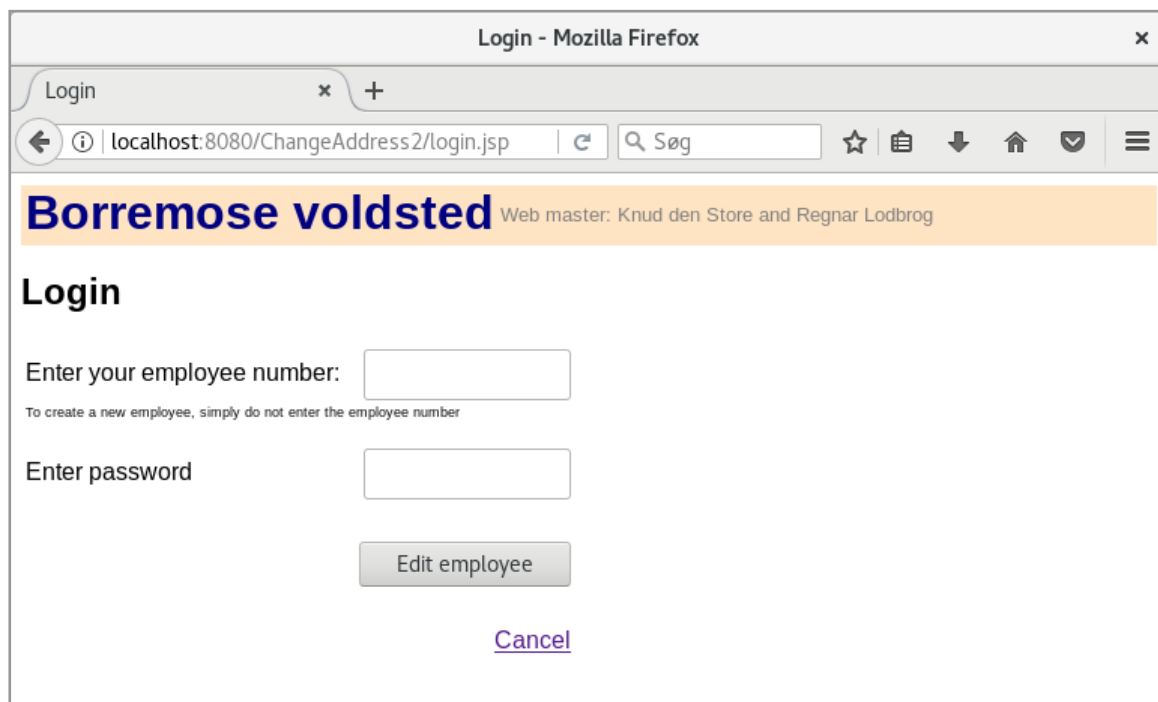 Login - Mozilla Firefox
Login
localhost:8080/ChangeAddress2/login.jsp
Søg
Borremose voldsted Web master: Knud den Store and Regnar Lodbrog
Login
Enter your employee number:
To create a new employee, simply do not enter the employee number
Enter password
Edit employee
Cancel